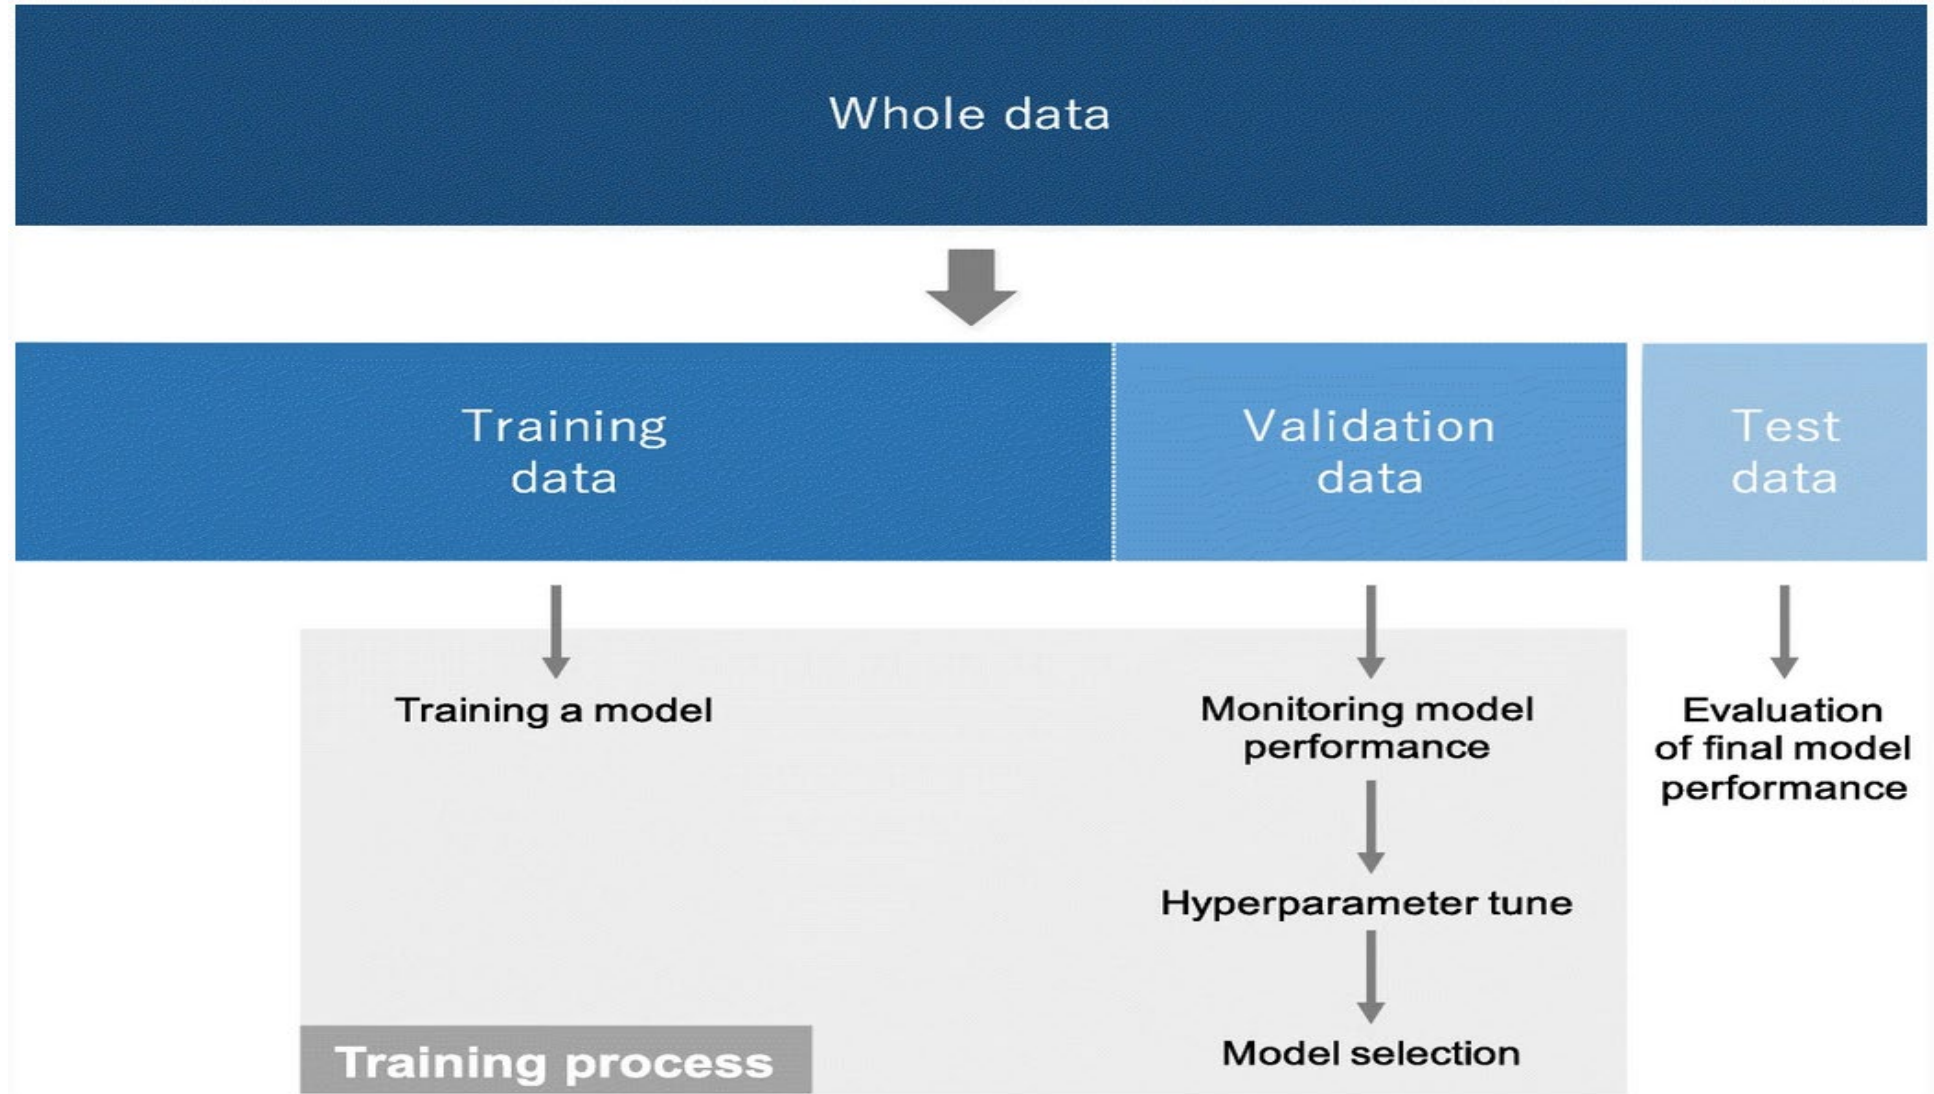 Whole data
Training
data
Validation
data
Test
data
Training a model
Monitoring model
performance
Hyperparameter tune
Model selection
Evaluation
of final model
performance
Training process